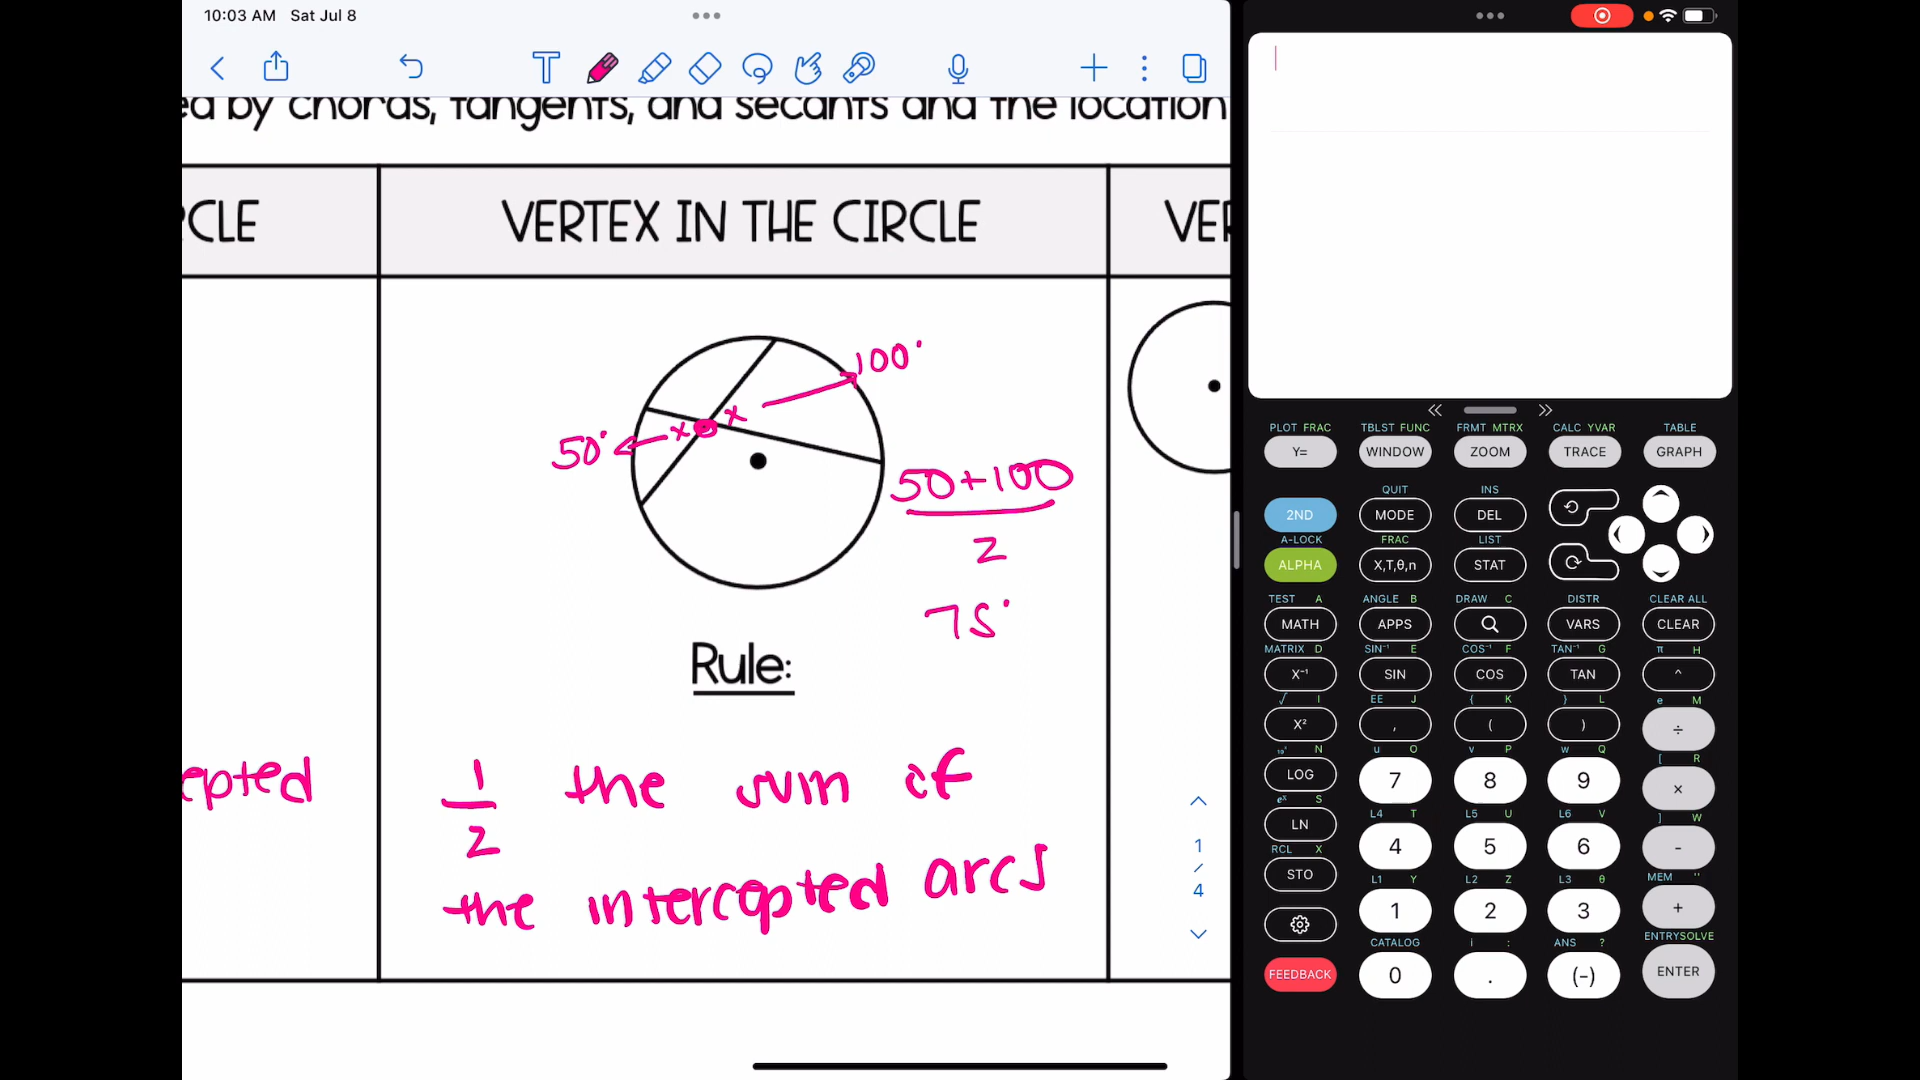 10:03 AM Sat Jul 8
ed by chords, tangents, and secants and the location
RCLE
VERTEX IN THE CIRCLE
VER
100°
x
x
50°
50+100
2
75°
Rule:
epted
1
2
the sum of
the intercepted arcs
1
/
4
PLOT FRAC TBLST FUNC FRMT MTRX CALC YVAR TABLE
Y= WINDOW ZOOM TRACE GRAPH
QUIT INS
2ND MODE DEL
A-LOCK FRAC LIST
ALPHA X,T,θ,n STAT
TEST A ANGLE B DRAW C DISTR CLEAR ALL
MATH APPS VARS CLEAR
MATRIX D SIN⁻¹ E COS⁻¹ F TAN⁻¹ G π H
X⁻¹ SIN COS TAN ^
√ I EE J { K } L e M
X² , ( ) ÷
N u O v P w Q [ R
LOG 7 8 9 ×
eˣ S L4 T L5 U L6 V ] W
LN 4 5 6 -
RCL X L1 Y L2 Z L3 θ MEM "
STO 1 2 3 +
CATALOG i : ANS ? ENTRY SOLVE
FEEDBACK 0 . (-) ENTER